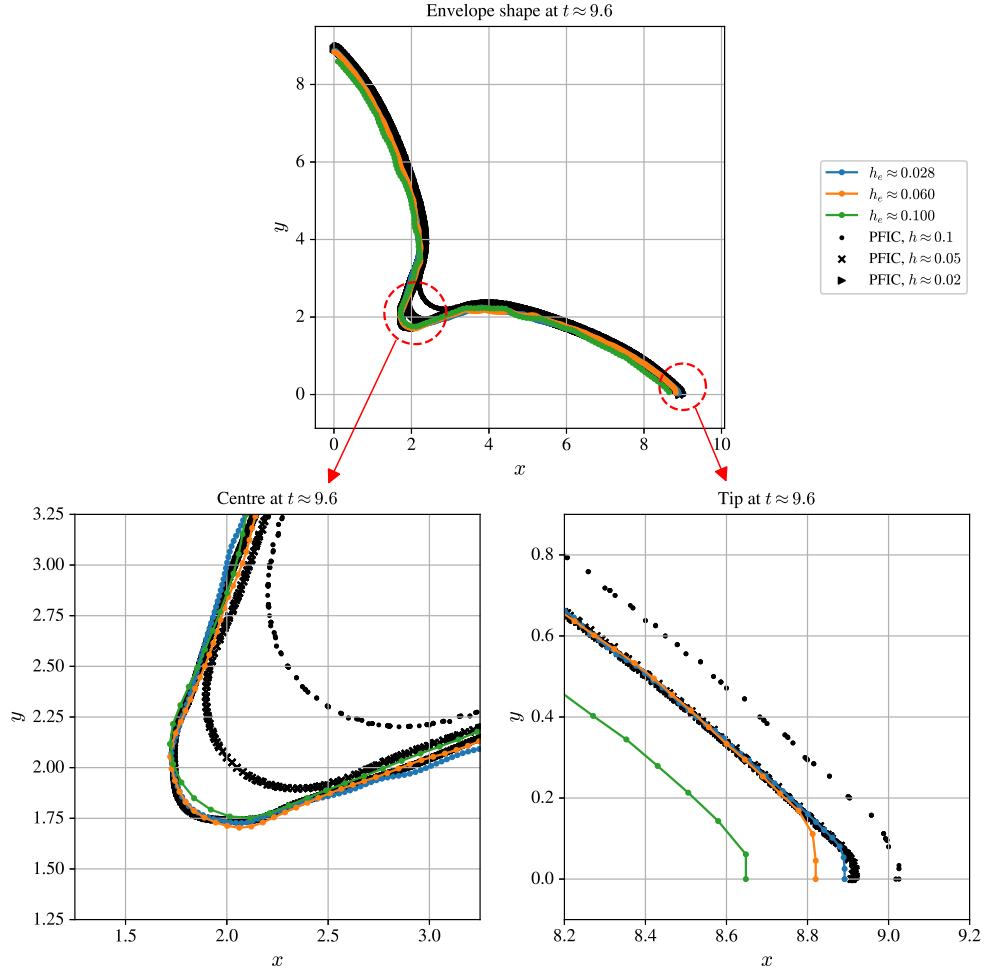 Envelope shape at t ≈ 9.6
8
6
4
2
0
y
0
2
4
6
8
10
x
h_e ≈ 0.028
h_e ≈ 0.060
h_e ≈ 0.100
PFIC, h ≈ 0.1
PFIC, h ≈ 0.05
PFIC, h ≈ 0.02
Centre at t ≈ 9.6
3.25
3.00
2.75
2.50
2.25
2.00
1.75
1.50
1.25
y
1.5
2.0
2.5
3.0
x
Tip at t ≈ 9.6
0.8
0.6
0.4
0.2
0.0
y
8.2
8.4
8.6
8.8
9.0
9.2
x